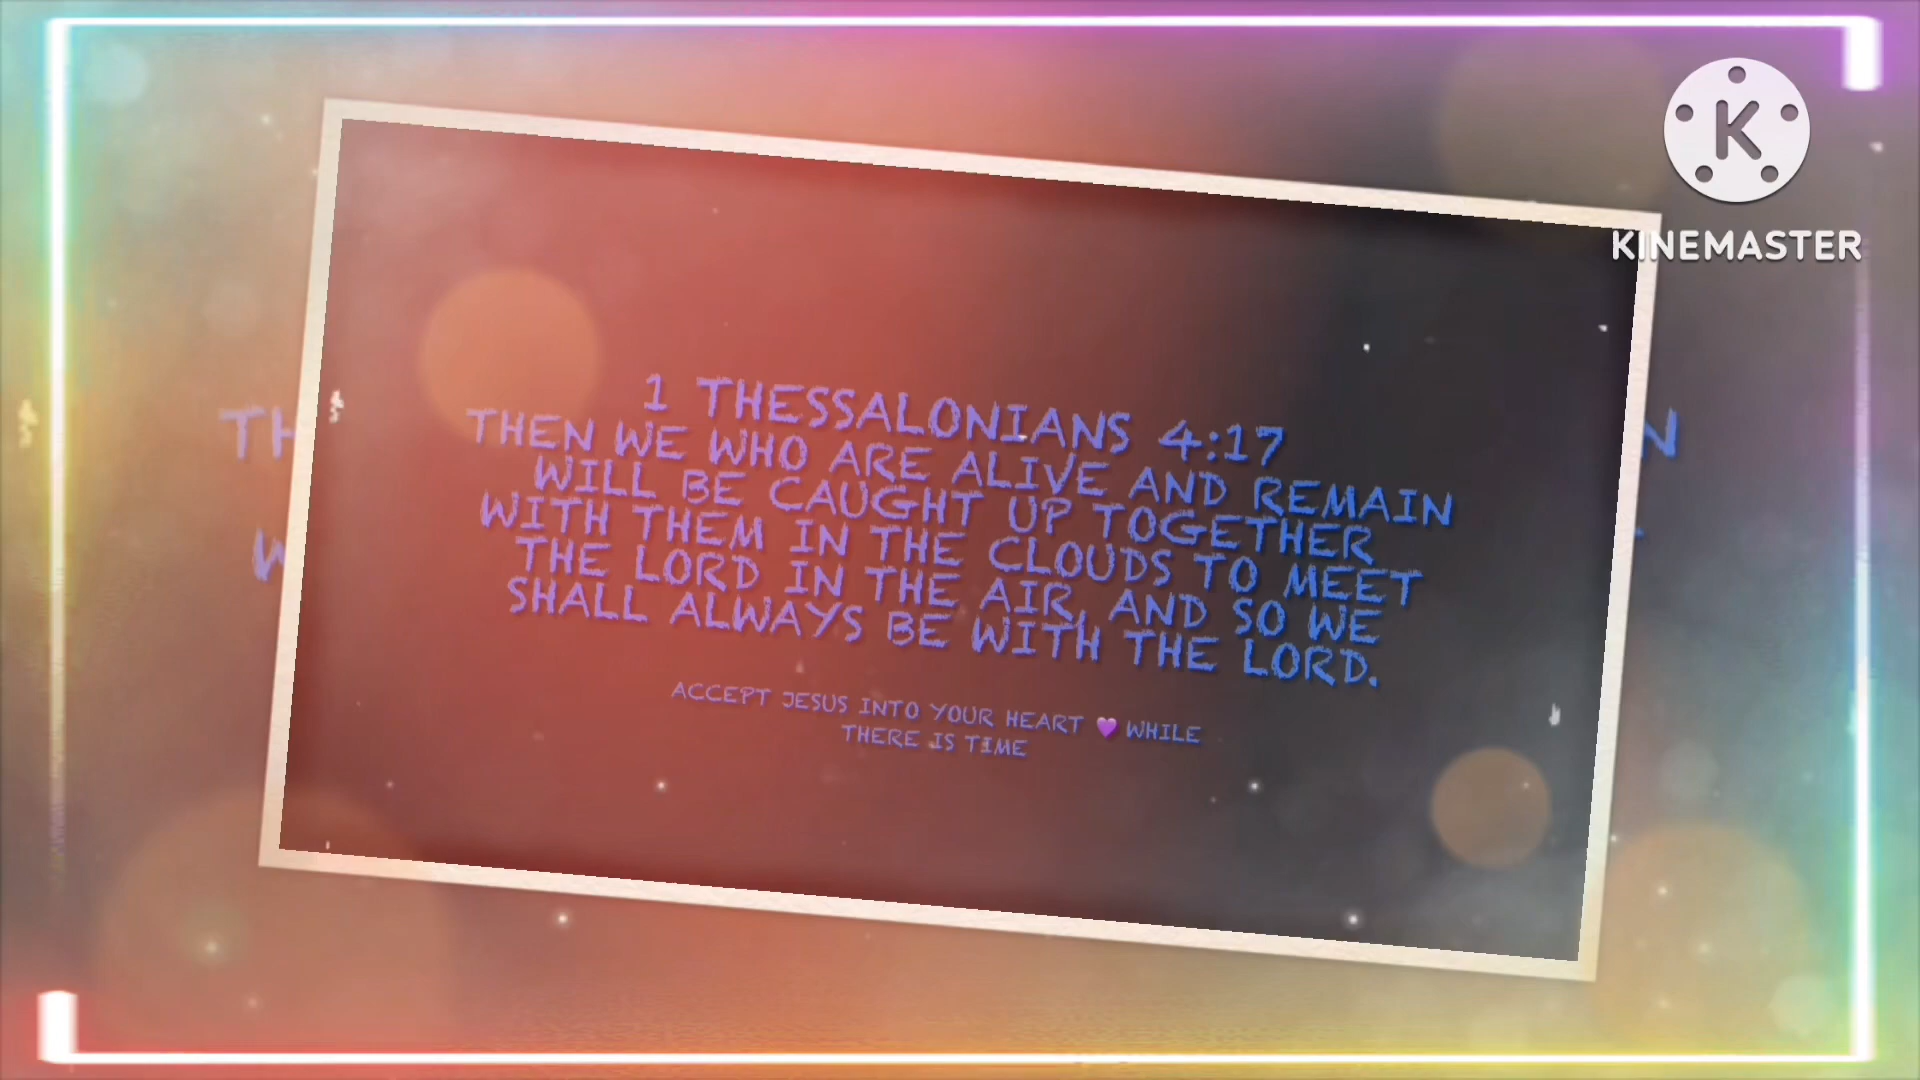 KINEMASTER
1 THESSALONIANS 4:17
THEN WE WHO ARE ALIVE AND REMAIN
WILL BE CAUGHT UP TOGETHER
WITH THEM IN THE CLOUDS TO MEET
THE LORD IN THE AIR, AND SO WE
SHALL ALWAYS BE WITH THE LORD.
ACCEPT JESUS INTO YOUR HEART 💜 WHILE
THERE IS TIME